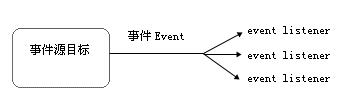 事件 Event
event listener
事件源目标
event listener
event listener